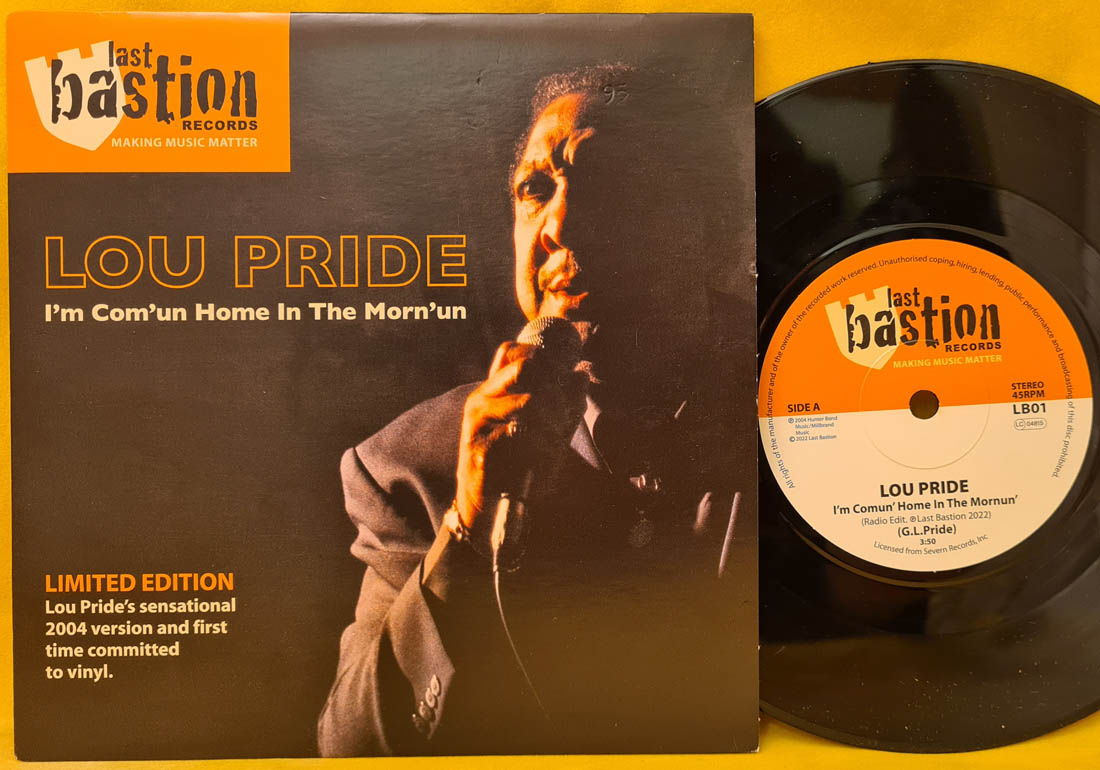 last
bastion
RECORDS
MAKING MUSIC MATTER
95
LOU PRIDE
I'm Com'un Home In The Morn'un
LIMITED EDITION
Lou Pride's sensational
2004 version and first
time committed
to vinyl.
All rights of the manufacturer and of the owner of the recorded work reserved. Unauthorised coping, hiring, lending, public performance and broadcasting of this disc prohibited.
last
bastion
RECORDS
MAKING MUSIC MATTER
STEREO
45RPM
SIDE A
LB01
℗ 2004 Hunter Bond
Music/Millbrand
Music
© 2022 Last Bastion
LC 04815
LOU PRIDE
I'm Comun' Home In The Mornun'
(Radio Edit. ℗Last Bastion 2022)
(G.L.Pride)
3:50
Licensed from Severn Records, Inc